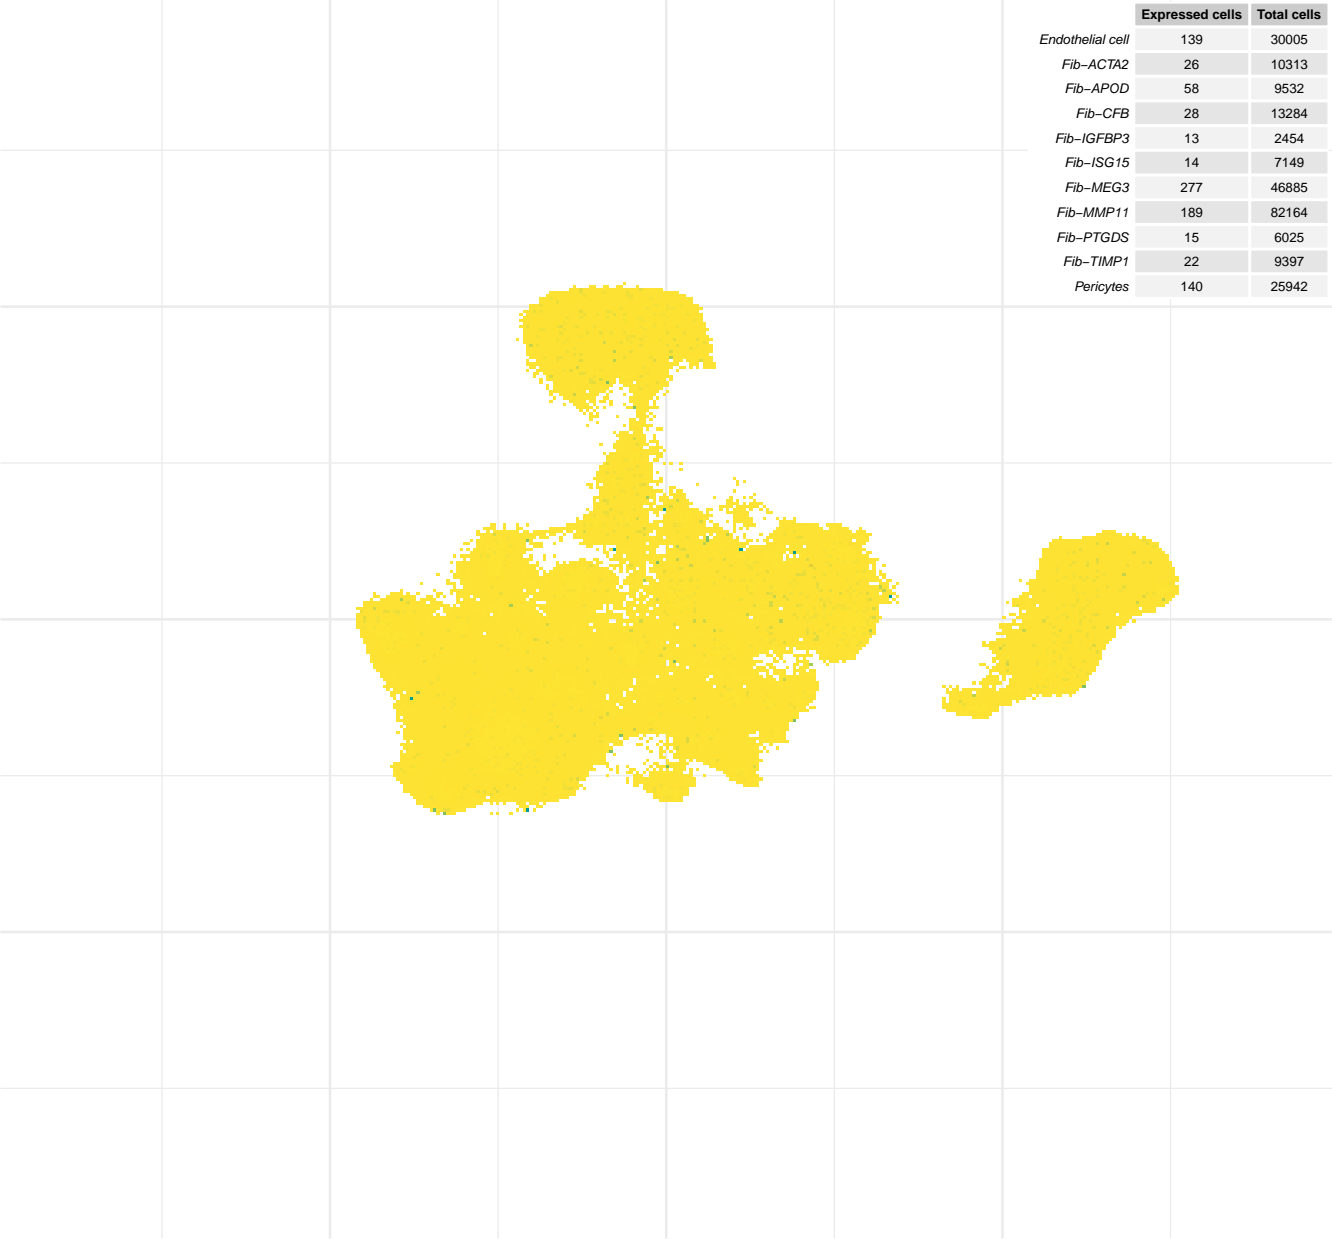 Expressed cells Total cells
Endothelial cell 139 30005
Fib−ACTA2 26 10313
Fib−APOD 58 9532
Fib−CFB 28 13284
Fib−IGFBP3 13 2454
Fib−ISG15 14 7149
Fib−MEG3 277 46885
Fib−MMP11 189 82164
Fib−PTGDS 15 6025
Fib−TIMP1 22 9397
Pericytes 140 25942